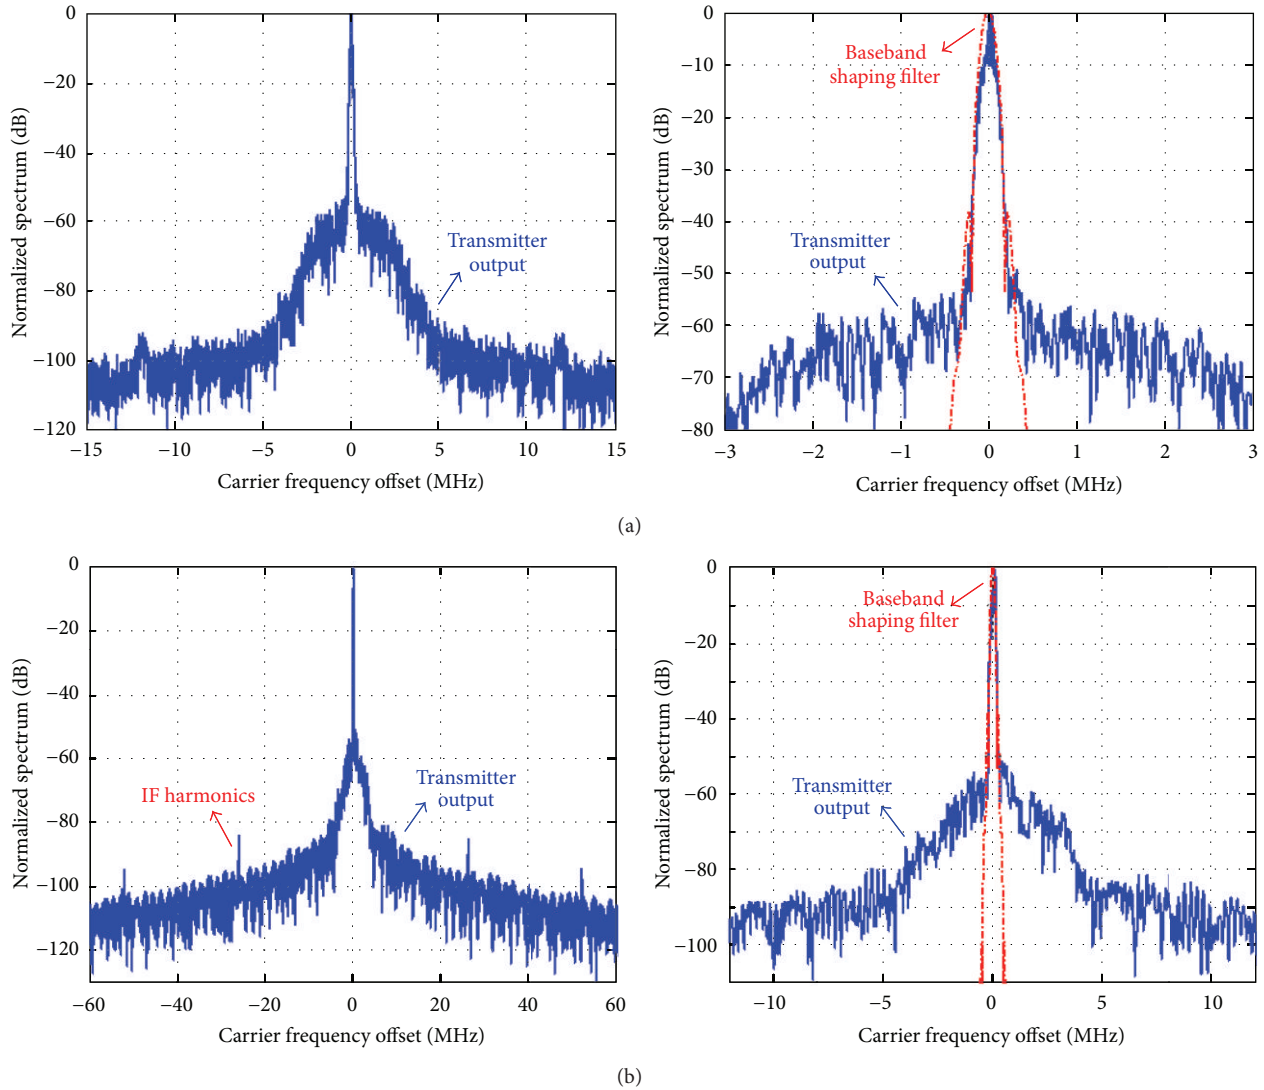 0
−20
−40
−60
−80
−100
−120
−15
−10
−5
0
5
10
15
Normalized spectrum (dB)
Carrier frequency offset (MHz)
Transmitter
output
0
−10
−20
−30
−40
−50
−60
−70
−80
−3
−2
−1
0
1
2
3
Normalized spectrum (dB)
Carrier frequency offset (MHz)
Baseband
shaping filter
Transmitter
output
(a)
0
−20
−40
−60
−80
−100
−120
−60
−40
−20
0
20
40
60
Normalized spectrum (dB)
Carrier frequency offset (MHz)
IF harmonics
Transmitter
output
0
−20
−40
−60
−80
−100
−10
−5
0
5
10
Normalized spectrum (dB)
Carrier frequency offset (MHz)
Baseband
shaping filter
Transmitter
output
(b)